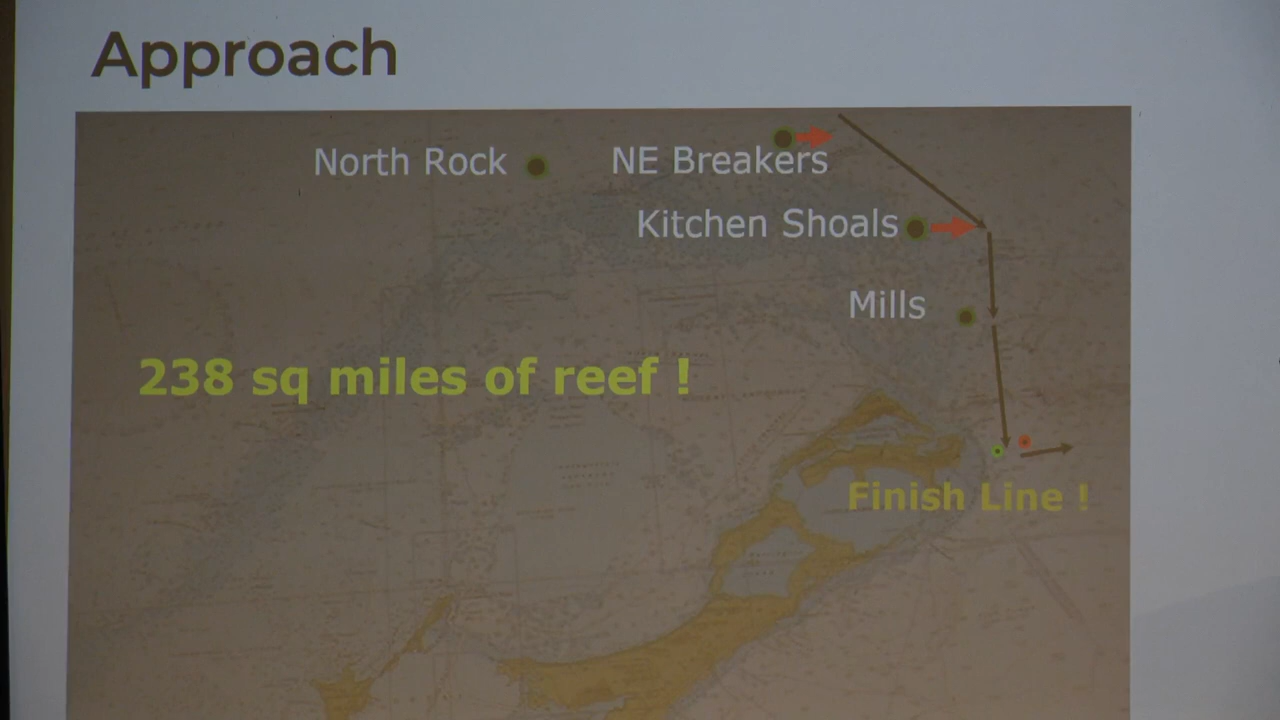 Approach
North Rock
NE Breakers
Kitchen Shoals
Mills
238 sq miles of reef !
Finish Line !